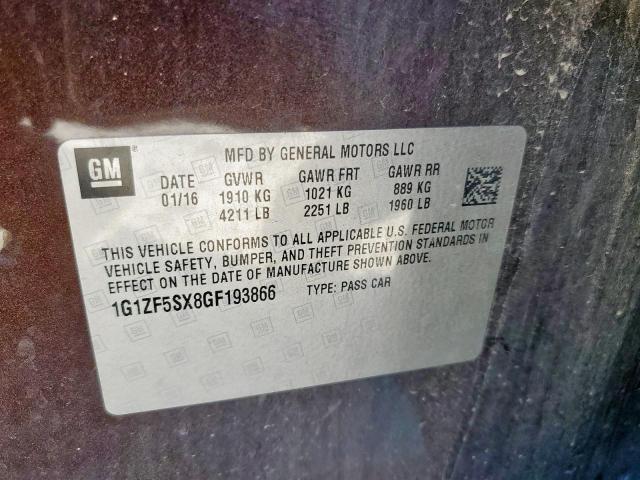 GM
MFD BY GENERAL MOTORS LLC
DATE GVWR GAWR FRT GAWR RR
01/16 1910 KG 1021 KG 889 KG
4211 LB 2251 LB 1960 LB
THIS VEHICLE CONFORMS TO ALL APPLICABLE U.S. FEDERAL MOTOR
VEHICLE SAFETY, BUMPER, AND THEFT PREVENTION STANDARDS IN
EFFECT ON THE DATE OF MANUFACTURE SHOWN ABOVE.
1G1ZF5SX8GF193866 TYPE: PASS CAR